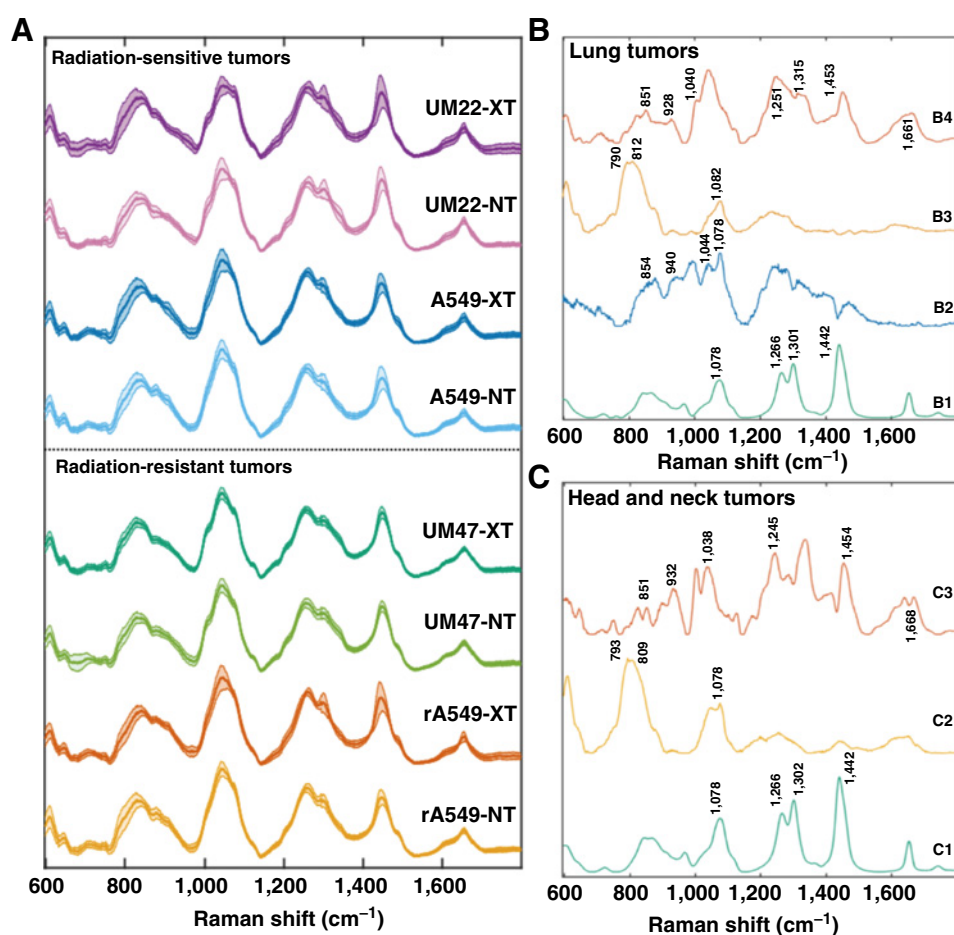 A
Radiation-sensitive tumors
UM22-XT
UM22-NT
A549-XT
A549-NT
Radiation-resistant tumors
UM47-XT
UM47-NT
rA549-XT
rA549-NT
600 800 1,000 1,200 1,400 1,600
Raman shift (cm⁻¹)
B
Lung tumors
851
928
1,040
1,251
1,315
1,453
1,661
B4
790
812
1,082
B3
854
940
1,044
1,078
B2
1,078
1,266
1,301
1,442
B1
600 800 1,000 1,200 1,400 1,600
Raman shift (cm⁻¹)
C
Head and neck tumors
851
932
1,038
1,245
1,454
1,668
C3
793
809
1,078
C2
1,078
1,266
1,302
1,442
C1
600 800 1,000 1,200 1,400 1,600
Raman shift (cm⁻¹)